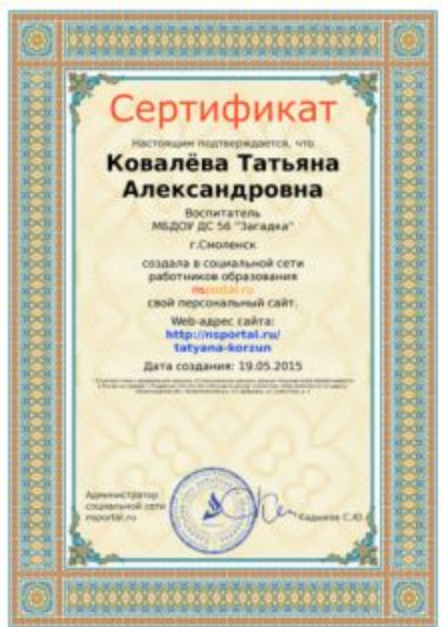 Сертификат
Настоящим подтверждается, что
Ковалёва Татьяна
Александровна
Воспитатель
МБДОУ ДС 56 "Загадка"
г.Смоленск
создала в социальной сети
работников образования
nsportal.ru
свой персональный сайт.
Web-адрес сайта:
http://nsportal.ru/
tatyana-korzun
Дата создания: 19.05.2015
Администратор
социальной сети
nsportal.ru
Кадыков С.Ю.